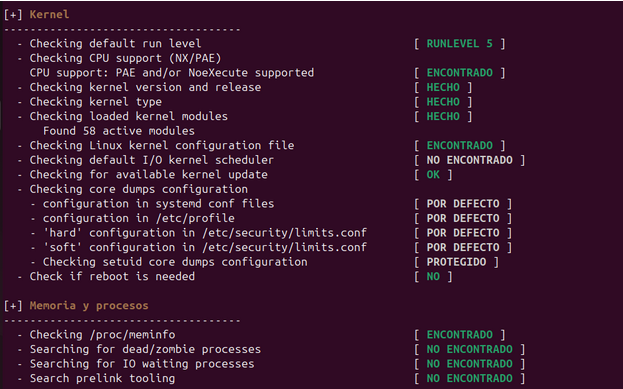 [+] Kernel
------------------------------------
- Checking default run level [ RUNLEVEL 5 ]
- Checking CPU support (NX/PAE)
CPU support: PAE and/or NoeXecute supported [ ENCONTRADO ]
- Checking kernel version and release [ HECHO ]
- Checking kernel type [ HECHO ]
- Checking loaded kernel modules [ HECHO ]
Found 58 active modules
- Checking Linux kernel configuration file [ ENCONTRADO ]
- Checking default I/O kernel scheduler [ NO ENCONTRADO ]
- Checking for available kernel update [ OK ]
- Checking core dumps configuration
- configuration in systemd conf files [ POR DEFECTO ]
- configuration in /etc/profile [ POR DEFECTO ]
- 'hard' configuration in /etc/security/limits.conf [ POR DEFECTO ]
- 'soft' configuration in /etc/security/limits.conf [ POR DEFECTO ]
- Checking setuid core dumps configuration [ PROTEGIDO ]
- Check if reboot is needed [ NO ]
[+] Memoria y procesos
------------------------------------
- Checking /proc/meminfo [ ENCONTRADO ]
- Searching for dead/zombie processes [ NO ENCONTRADO ]
- Searching for IO waiting processes [ NO ENCONTRADO ]
- Search prelink tooling [ NO ENCONTRADO ]